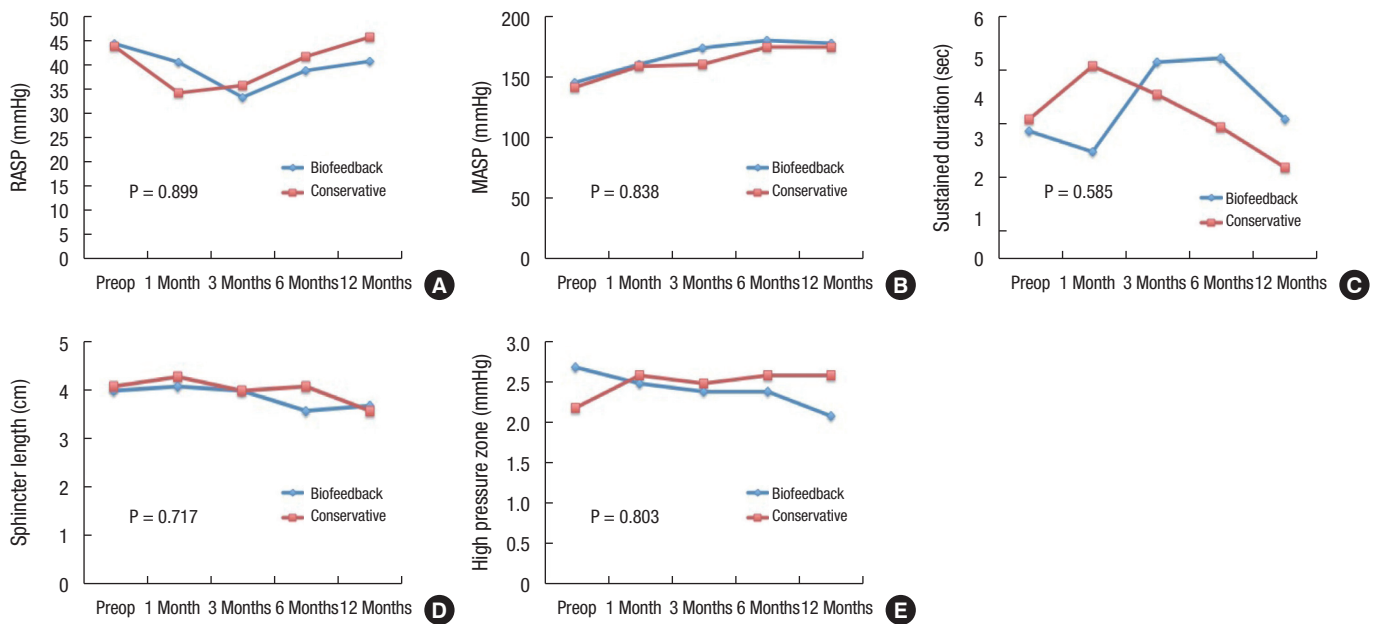 RASP (mmHg)
50
45
40
35
30
25
20
15
10
5
0
P = 0.899
Biofeedback
Conservative
Preop 1 Month 3 Months 6 Months 12 Months
A
MASP (mmHg)
200
150
100
50
0
P = 0.838
Biofeedback
Conservative
Preop 1 Month 3 Months 6 Months 12 Months
B
Sustained duration (sec)
6
5
4
3
2
1
0
P = 0.585
Biofeedback
Conservative
Preop 1 Month 3 Months 6 Months 12 Months
C
Sphincter length (cm)
5
4
3
2
1
0
P = 0.717
Biofeedback
Conservative
Preop 1 Month 3 Months 6 Months 12 Months
D
High pressure zone (mmHg)
3.0
2.5
2.0
1.5
1.0
0.5
0
P = 0.803
Biofeedback
Conservative
Preop 1 Month 3 Months 6 Months 12 Months
E